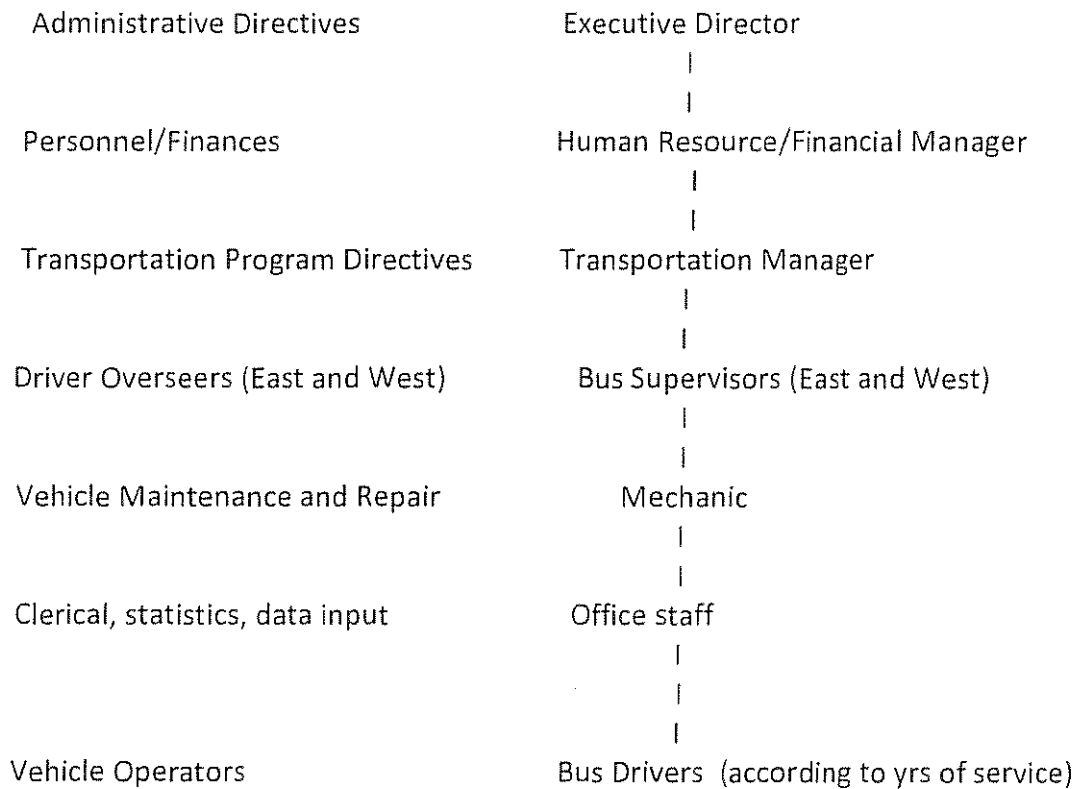 Administrative Directives Executive Director
Personnel/Finances Human Resource/Financial Manager
Transportation Program Directives Transportation Manager
Driver Overseers (East and West) Bus Supervisors (East and West)
Vehicle Maintenance and Repair Mechanic
Clerical, statistics, data input Office staff
Vehicle Operators Bus Drivers (according to yrs of service)